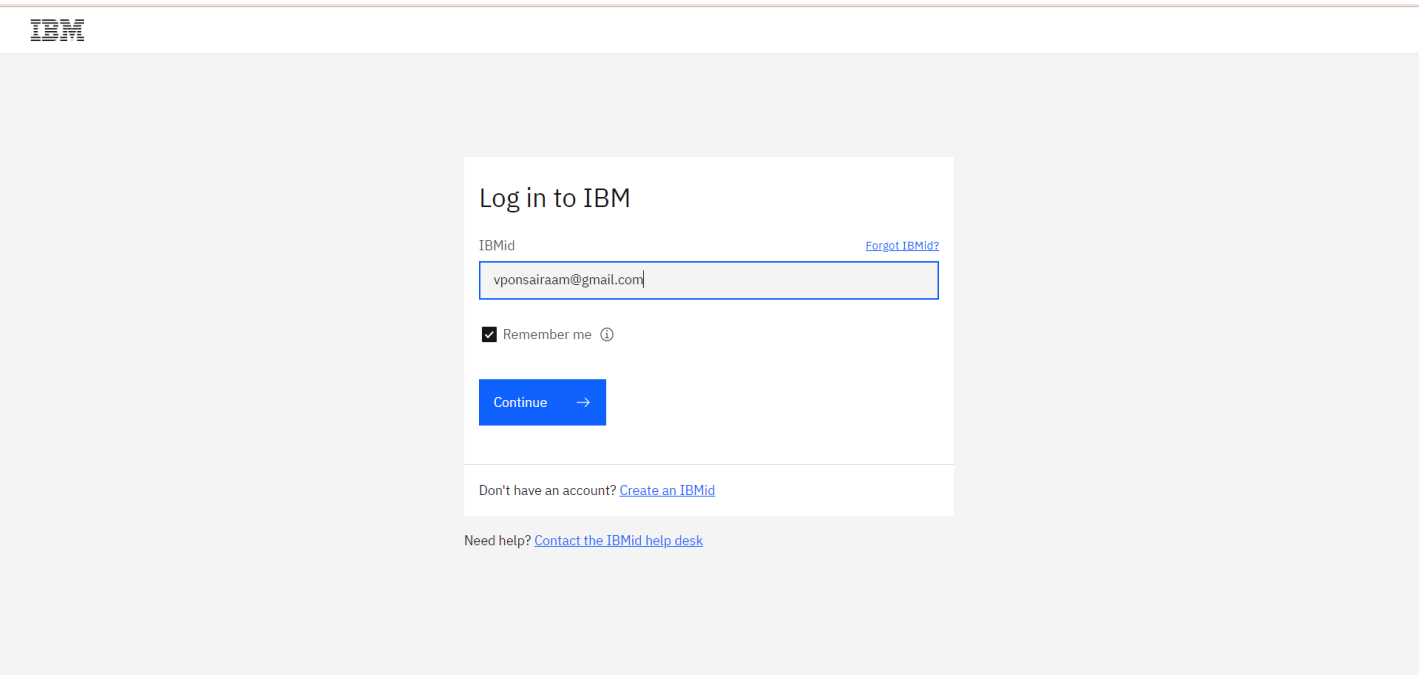 IBM
Log in to IBM
IBMid Forgot IBMid?
vponsairaam@gmail.com
Remember me
Continue
Don't have an account? Create an IBMid
Need help? Contact the IBMid help desk